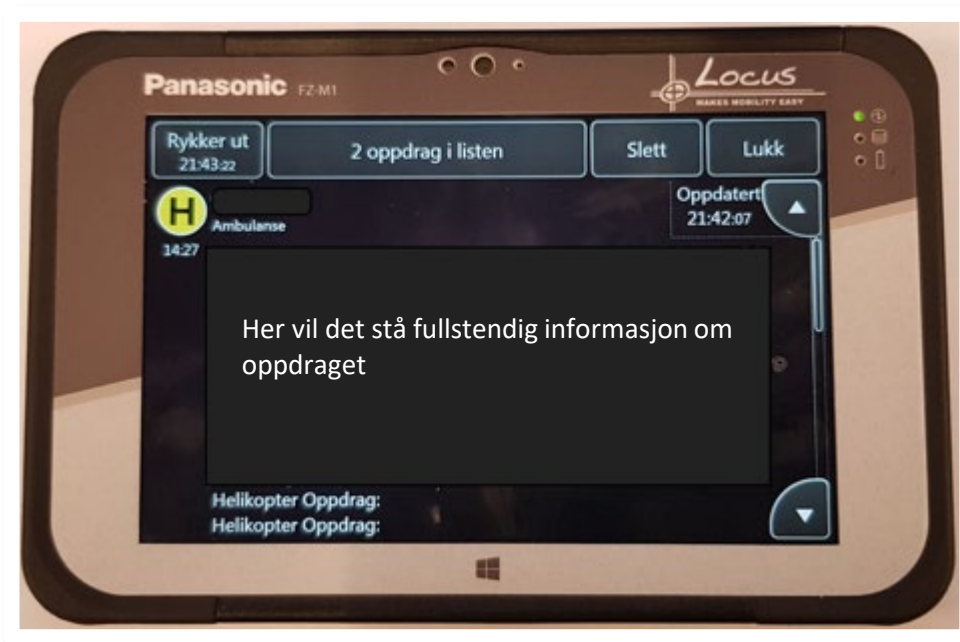 Panasonic FZ-M1
LOCUS
MAKES MOBILITY EASY
Rykker ut
21:43:22
2 oppdrag i listen
Slett
Lukk
H
Ambulanse
14:27
Oppdatert
21:42:07
Her vil det stå fullstendig informasjon om
oppdraget
Helikopter Oppdrag:
Helikopter Oppdrag: